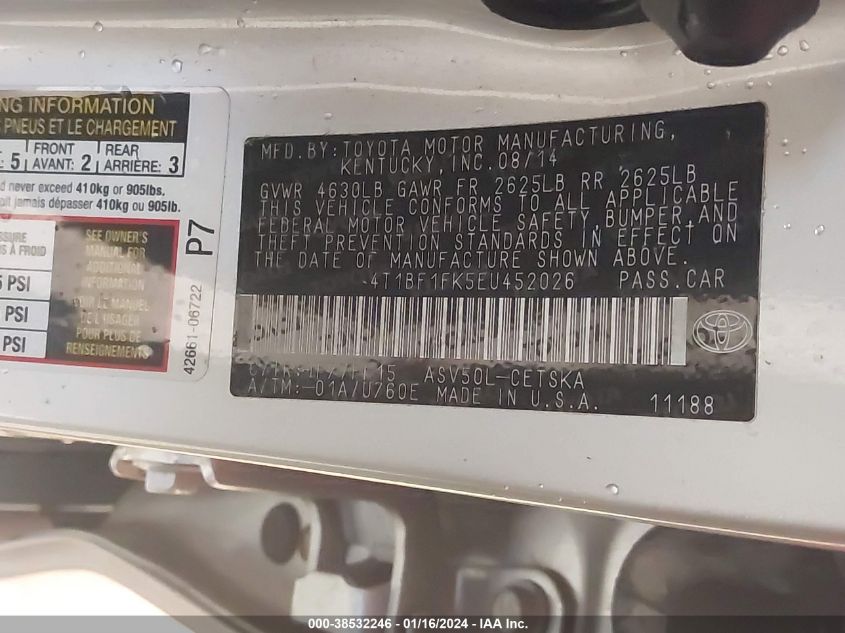 NG INFORMATION
PNEUS ET LE CHARGEMENT
5 FRONT AVANT: 2 REAR ARRIÈRE: 3
d never exceed 410kg or 905lbs.
oit jamais dépasser 410kg ou 905lb.
SSURE
S À FROID
PSI
PSI
PSI
SEE OWNER'S
MANUAL FOR
ADDITIONAL
INFORMATION
VOIR LE MANUEL
DE L'USAGER
POUR PLUS DE
RENSEIGNEMENTS
P7
42661-06722
MFD.BY:TOYOTA MOTOR MANUFACTURING,
KENTUCKY,INC.08/14
GVWR 4630LB GAWR FR 2625LB RR 2625LB
THIS VEHICLE CONFORMS TO ALL APPLICABLE
FEDERAL MOTOR VEHICLE SAFETY,BUMPER,AND
THEFT PREVENTION STANDARDS IN EFFECT ON
THE DATE OF MANUFACTURE SHOWN ABOVE.
4T1BF1FK5EU452026 PASS.CAR
ASV50L-CETSKA
A/TM:-01A/U760E MADE IN U.S.A. 11188
000-38532246 - 01/16/2024 - IAAI Inc.